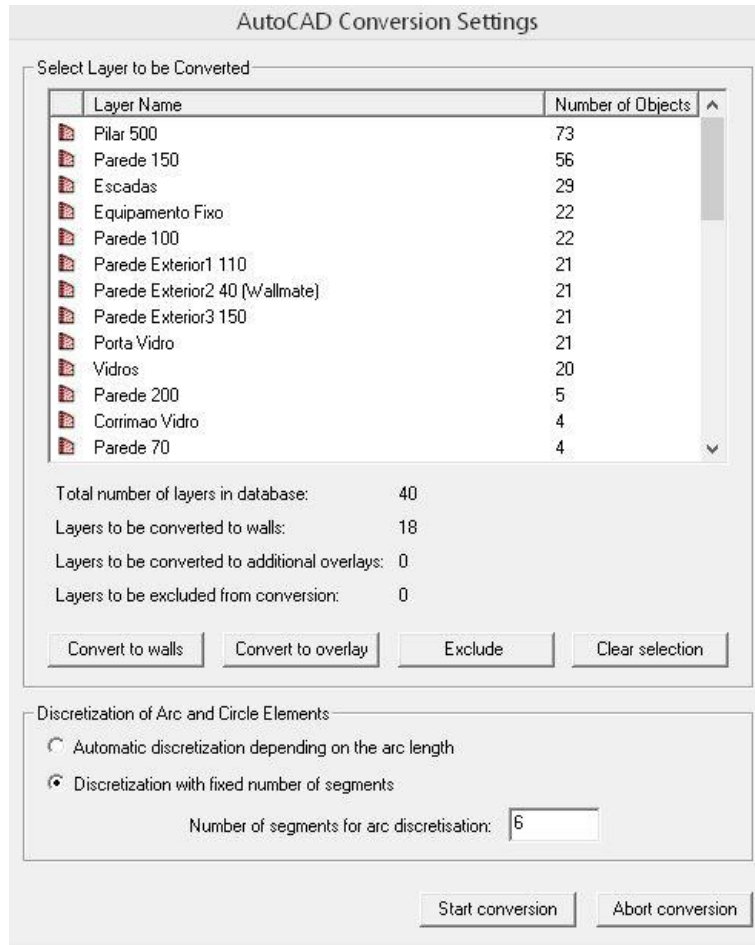 AutoCAD Conversion Settings
Select Layer to be Converted
Layer Name Number of Objects
Pilar 500 73
Parede 150 56
Escadas 29
Equipamento Fixo 22
Parede 100 22
Parede Exterior1 110 21
Parede Exterior2 40 (Wallmate) 21
Parede Exterior3 150 21
Porta Vidro 21
Vidros 20
Parede 200 5
Corrimao Vidro 4
Parede 70 4
Total number of layers in database: 40
Layers to be converted to walls: 18
Layers to be converted to additional overlays: 0
Layers to be excluded from conversion: 0
Convert to walls Convert to overlay Exclude Clear selection
Discretization of Arc and Circle Elements
Automatic discretization depending on the arc length
Discretization with fixed number of segments
Number of segments for arc discretisation: 6
Start conversion Abort conversion